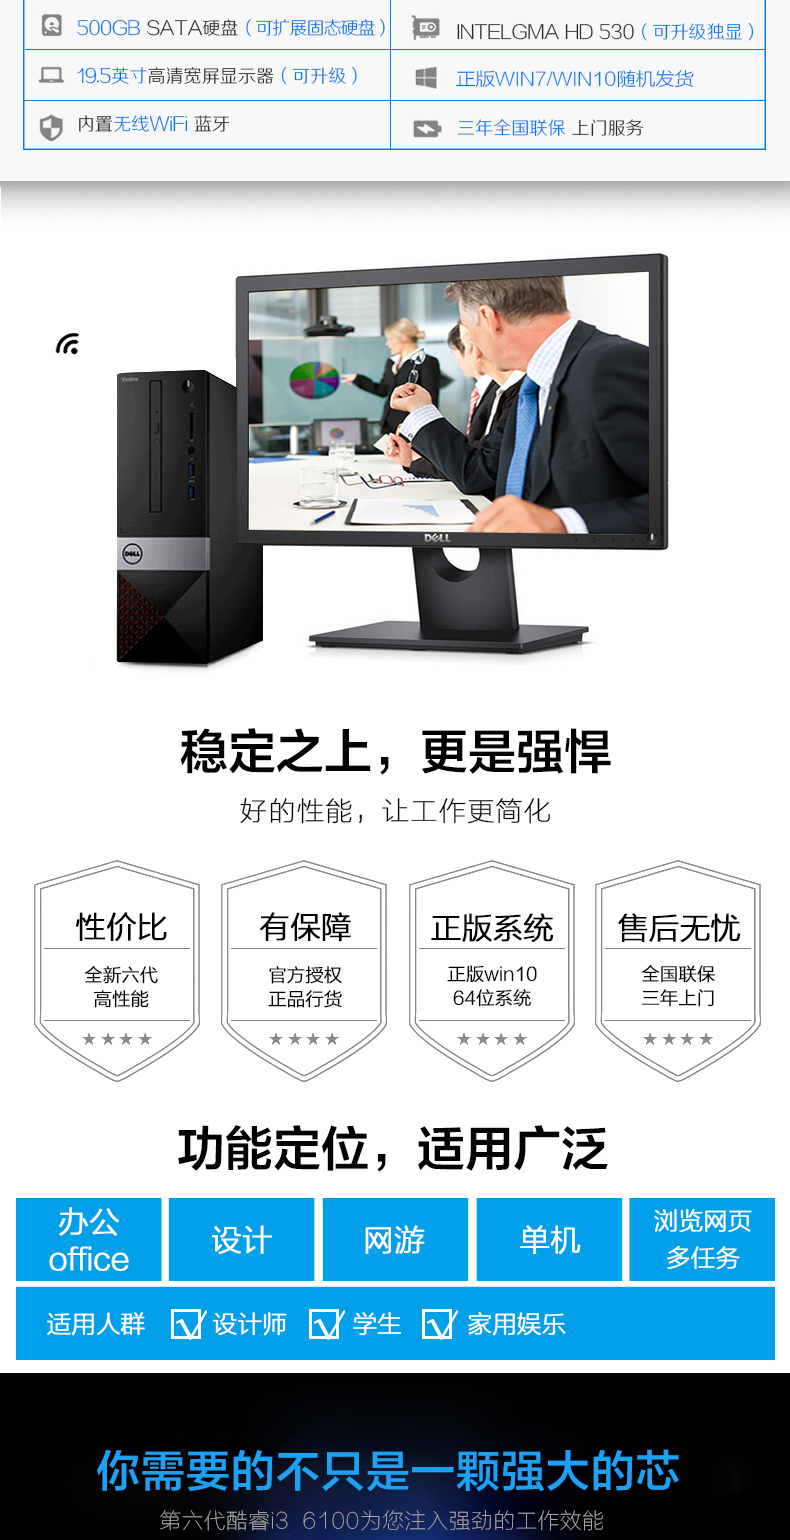 500GB SATA硬盘（可扩展固态硬盘）
INTELGMA HD 530（可升级独显）
19.5英寸高清宽屏显示器（可升级）
正版WIN7/WIN10随机发货
内置无线WiFi 蓝牙
三年全国联保 上门服务
Vostro
DELL
DELL
稳定之上，更是强悍
好的性能，让工作更简化
性价比
全新六代
高性能
有保障
官方授权
正品行货
正版系统
正版win10
64位系统
售后无忧
全国联保
三年上门
功能定位，适用广泛
办公
office
设计
网游
单机
浏览网页
多任务
适用人群 设计师 学生 家用娱乐
你需要的不只是一颗强大的芯
第六代酷睿i3 6100为您注入强劲的工作效能